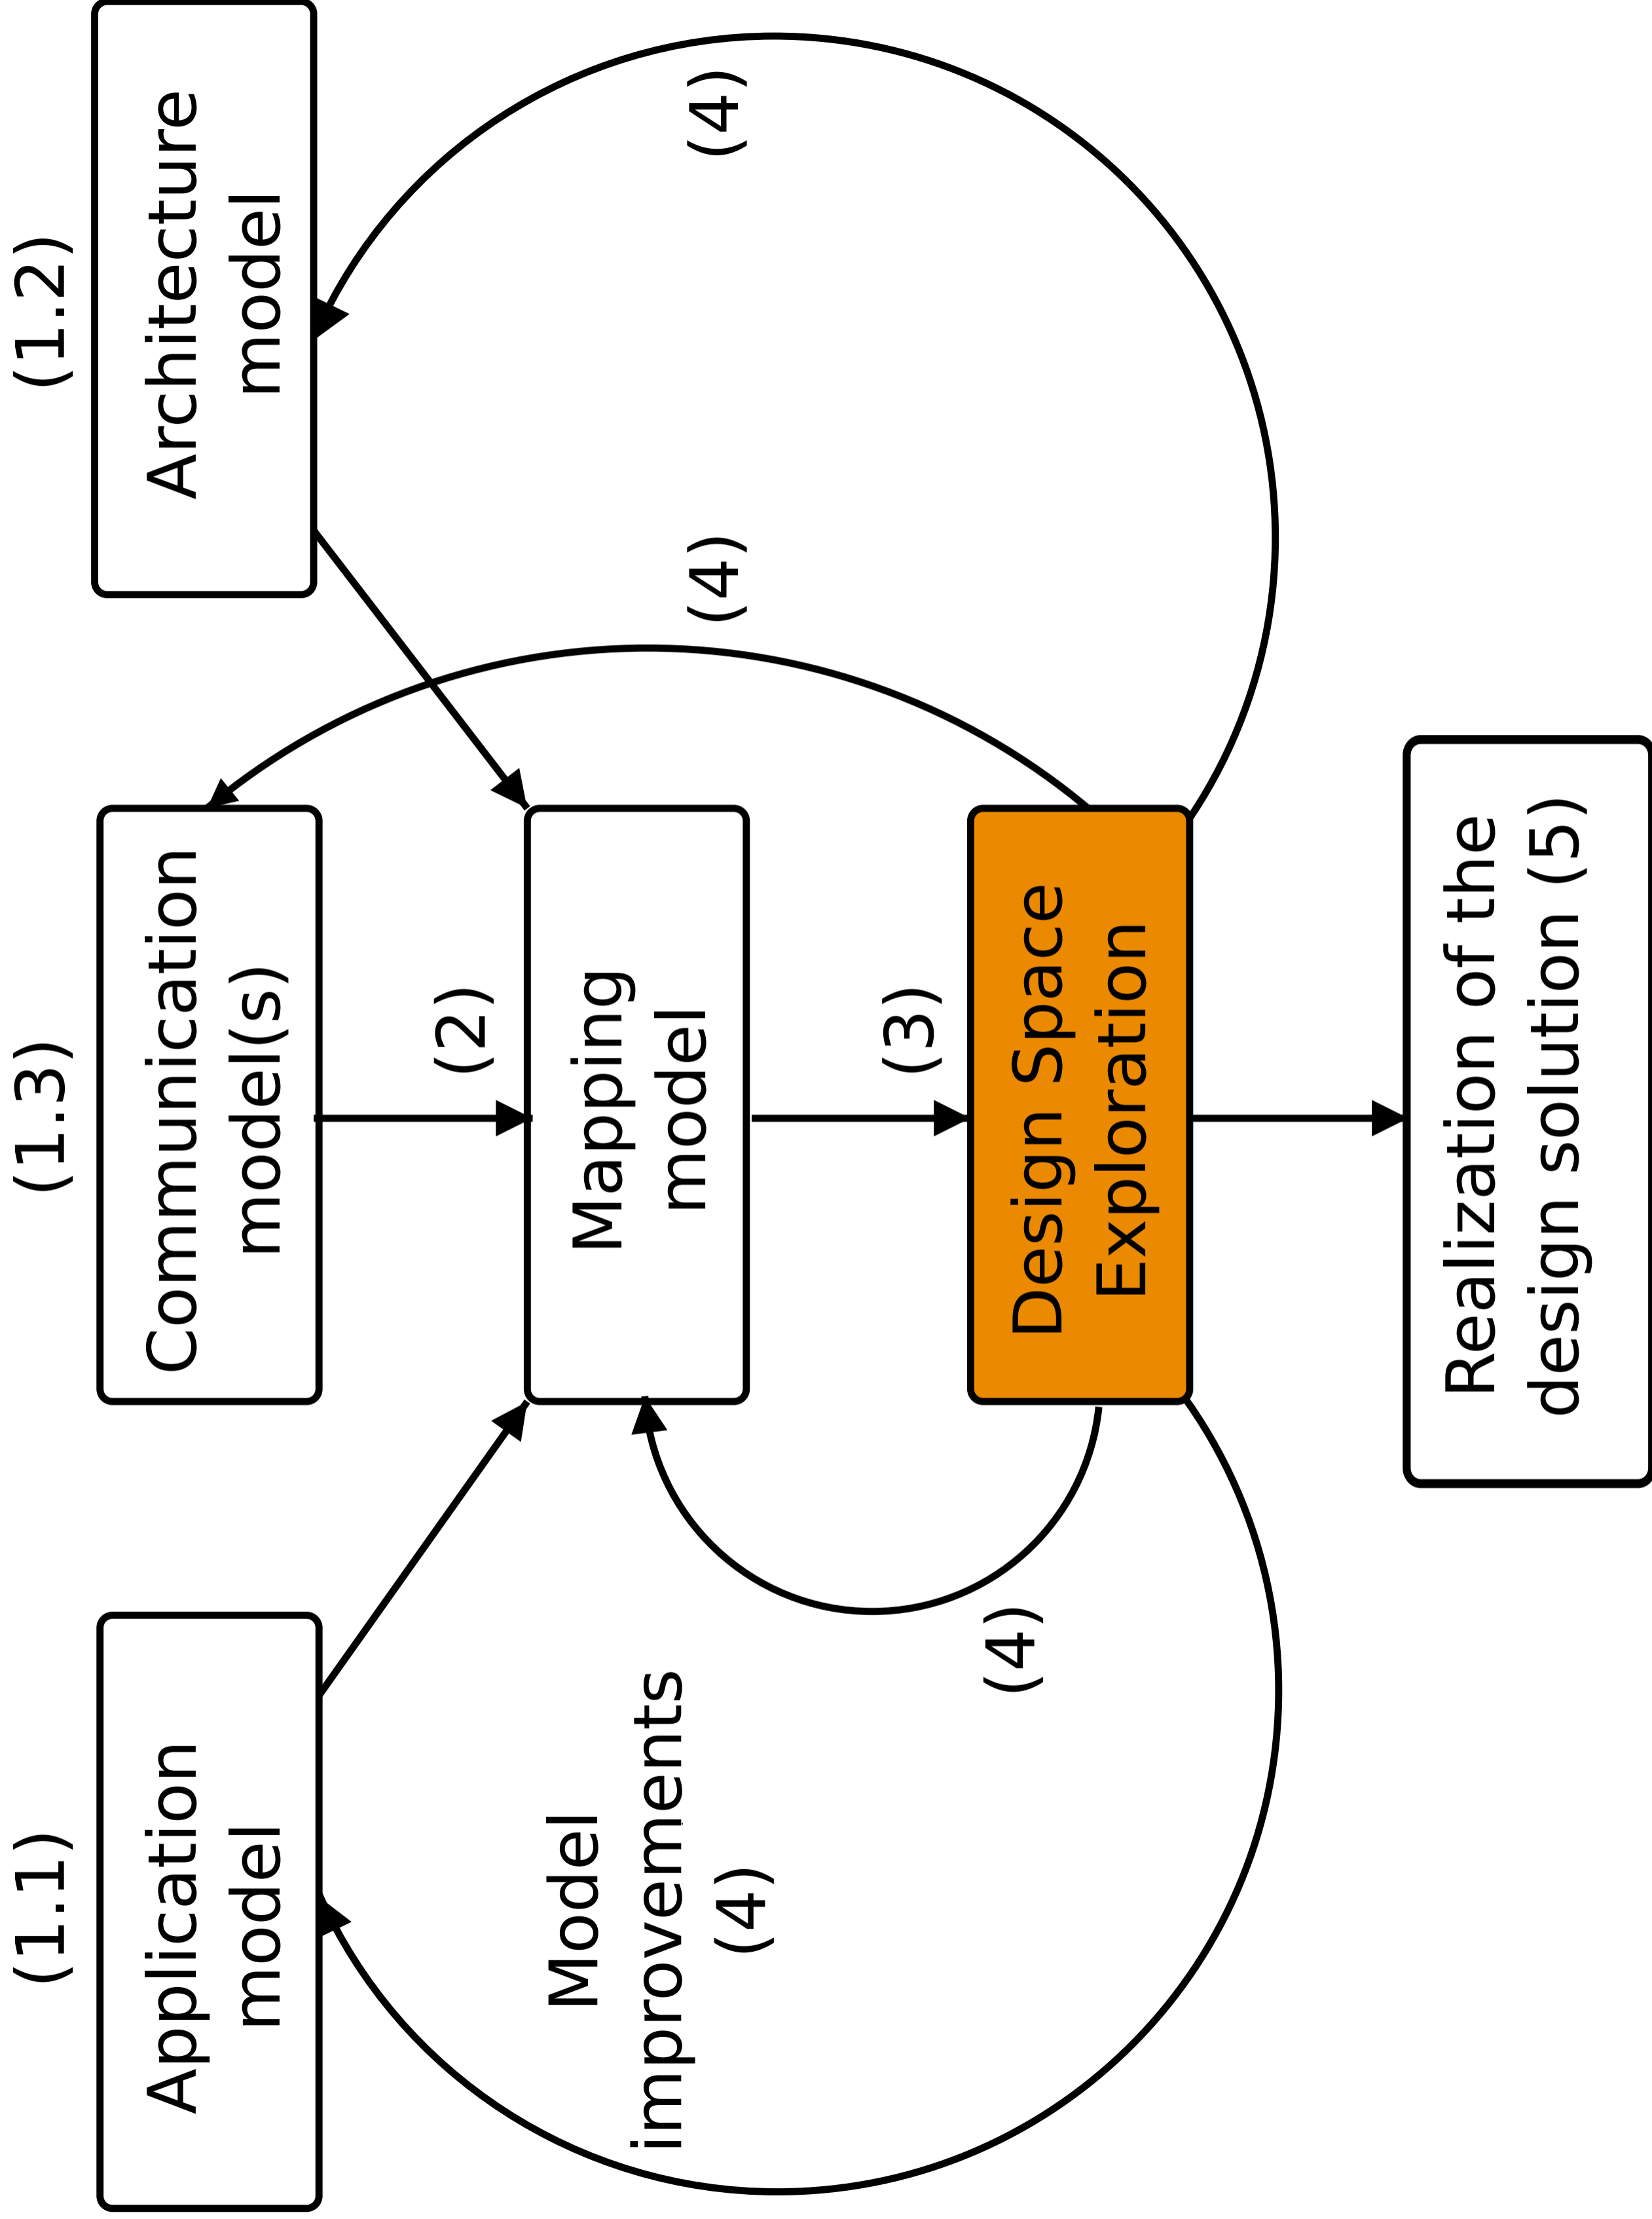 (1.1)
(1.3)
(1.2)
Application
model
Communication
model(s)
Architecture
model
(2)
Model
improvements
(4)
Mapping
model
(4)
(4)
(3)
(4)
Design Space
Exploration
Realization of the
design solution (5)